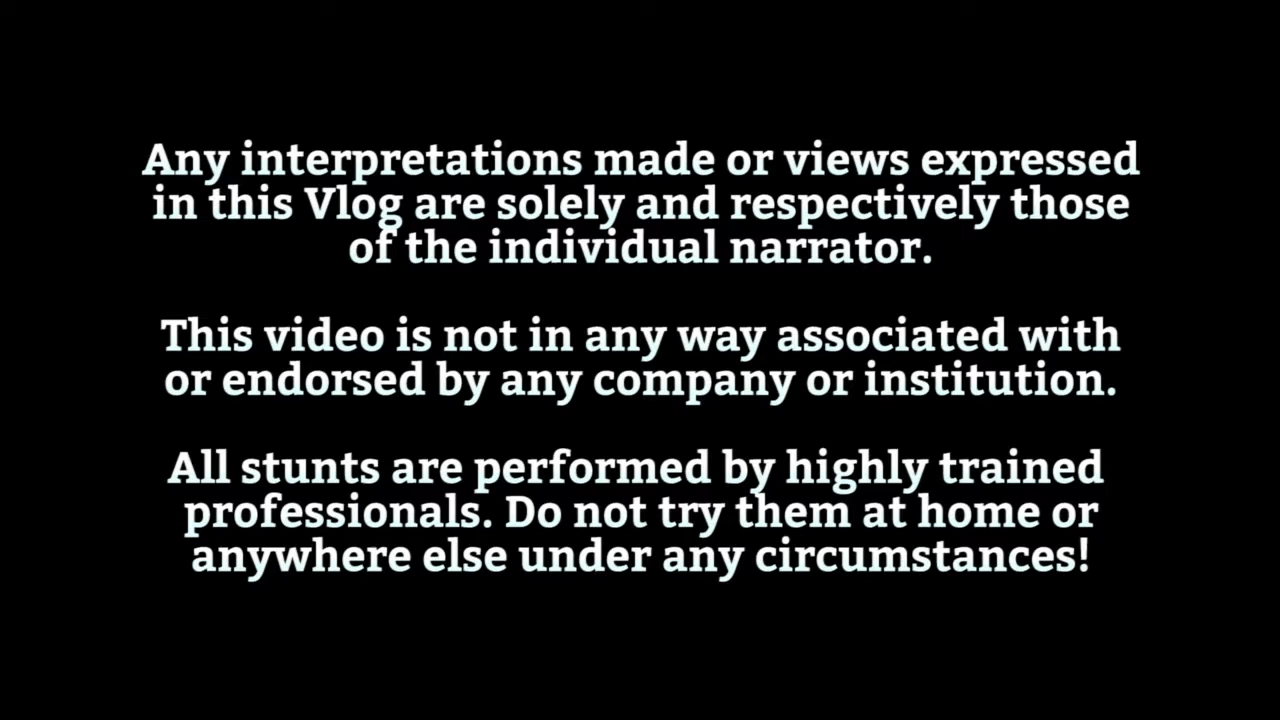 Any interpretations made or views expressed
in this Vlog are solely and respectively those
of the individual narrator.
This video is not in any way associated with
or endorsed by any company or institution.
All stunts are performed by highly trained
professionals. Do not try them at home or
anywhere else under any circumstances!